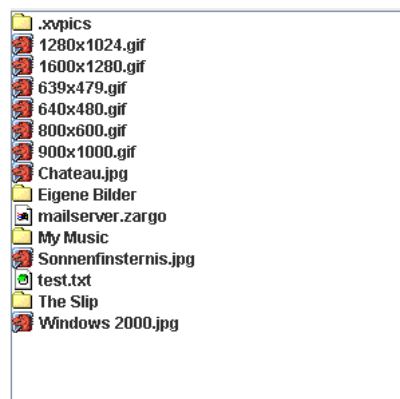 .xvpics
1280x1024.gif
1600x1280.gif
639x479.gif
640x480.gif
800x600.gif
900x1000.gif
Chateau.jpg
Eigene Bilder
mailserver.zargo
My Music
Sonnenfinsternis.jpg
test.txt
The Slip
Windows 2000.jpg